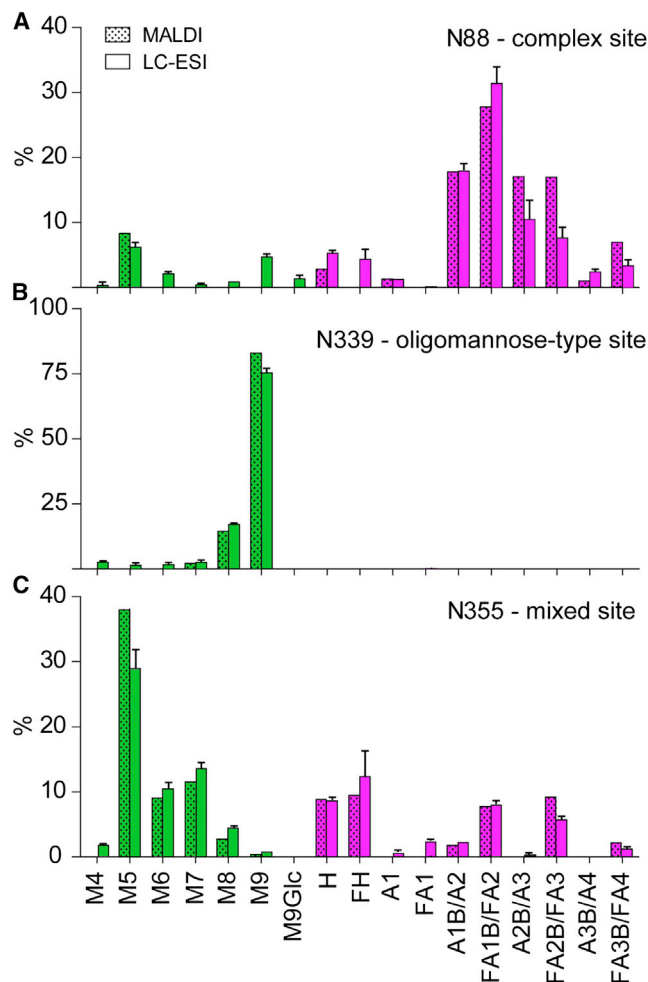 A
MALDI
LC-ESI
N88 - complex site
%
40
30
20
10
B
N339 - oligomannose-type site
%
100
75
50
25
C
N355 - mixed site
%
40
30
20
10
0
M4
M5
M6
M7
M8
M9
M9Glc
H
FH
A1
FA1
A1B/A2
FA1B/FA2
A2B/A3
FA2B/FA3
A3B/A4
FA3B/FA4